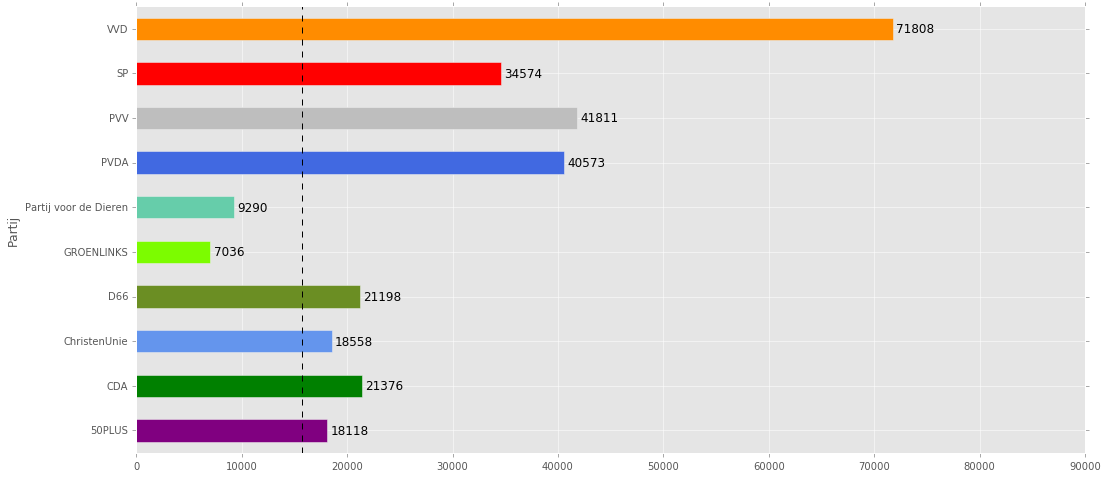 VVD 71808
SP 34574
PVV 41811
PVDA 40573
Partij voor de Dieren 9290
GROENLINKS 7036
D66 21198
ChristenUnie 18558
CDA 21376
50PLUS 18118
Partij
0 10000 20000 30000 40000 50000 60000 70000 80000 90000